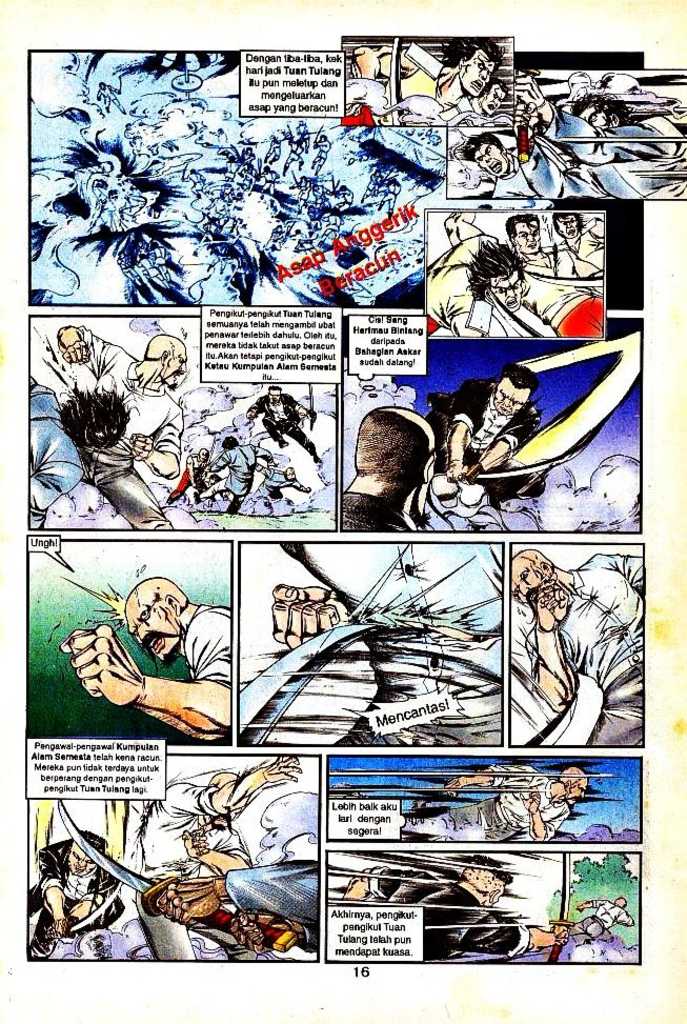 Dengan tiba-tiba, kek
hari jadi Tuan Tulang
itu pun meletup dan
mengeluarkan
asap yang beracun!
Asap Anggerik
Beracun
Pengikut-pengikut Tuan Tulang
semuanya telah mengambil ubat
penawar terlebih dahulu. Oleh itu,
mereka tidak takut asap beracun
itu.Akan tetapi pengikut-pengikut
Ketau Kumpulan Alam Semesta
itu...
Cis! Sang
Harimau Bintang
daripada
Bahagian Askar
sudah datang!
Ungh!
Mencantas!
Pengawal-pengawal Kumpulan
Alam Semesta telah kena racun.
Mereka pun tidak terdaya untuk
berperang dengan pengikut-
pengikut Tuan Tulang lagi.
Lebih baik aku
lari dengan
segera!
Akhirnya, pengikut-
pengikut Tuan
Tulang telah pun
mendapat kuasa.
16